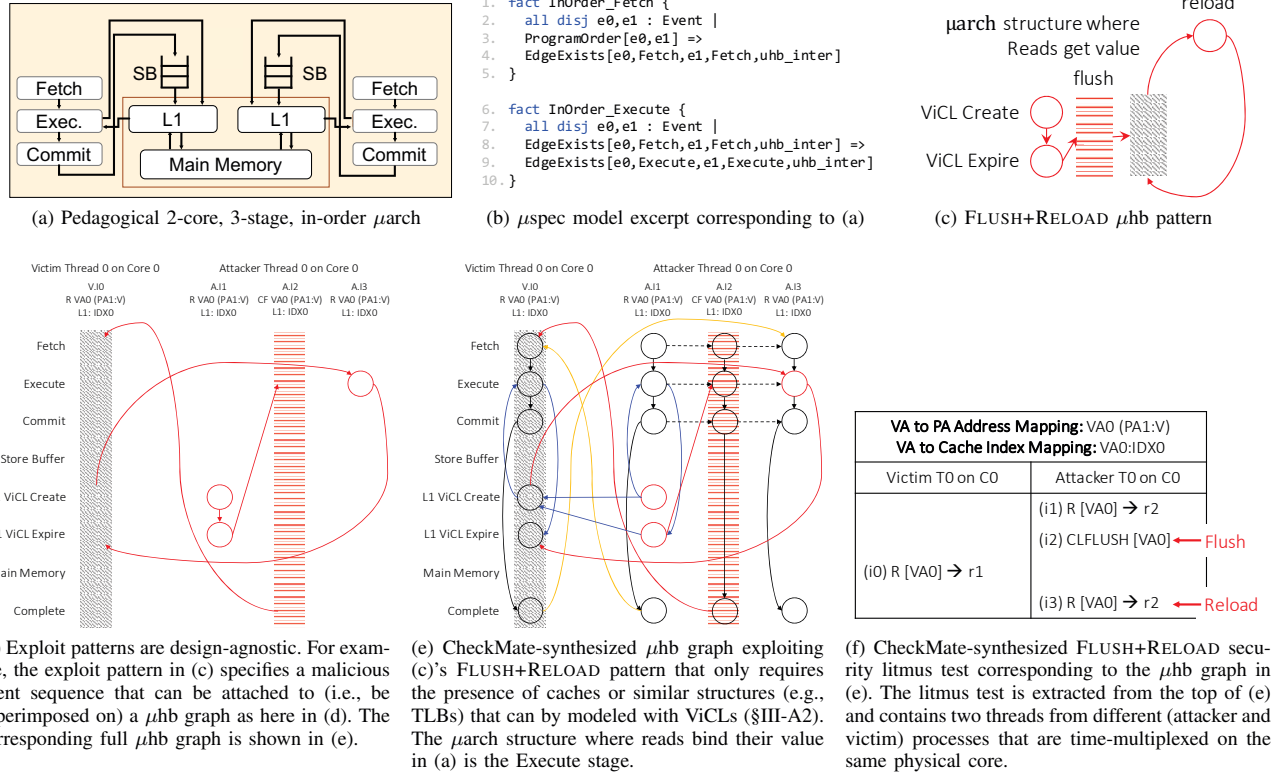 SB
SB
Fetch
Fetch
Exec.
L1
L1
Exec.
Commit
Main Memory
Commit
(a) Pedagogical 2-core, 3-stage, in-order μarch
1. fact InOrder_Fetch {
2. all disj e0,e1 : Event |
3. ProgramOrder[e0,e1] =>
4. EdgeExists[e0,Fetch,e1,Fetch,uhb_inter]
5. }
6. fact InOrder_Execute {
7. all disj e0,e1 : Event |
8. EdgeExists[e0,Fetch,e1,Fetch,uhb_inter] =>
9. EdgeExists[e0,Execute,e1,Execute,uhb_inter]
10. }
(b) μspec model excerpt corresponding to (a)
reload
μarch structure where
Reads get value
flush
ViCL Create
ViCL Expire
(c) FLUSH+RELOAD μhb pattern
Victim Thread 0 on Core 0
Attacker Thread 0 on Core 0
V.I0
R VA0 (PA1:V)
L1: IDX0
A.I1
R VA0 (PA1:V)
L1: IDX0
A.I2
CF VA0 (PA1:V)
L1: IDX0
A.I3
R VA0 (PA1:V)
L1: IDX0
Fetch
Execute
Commit
Store Buffer
ViCL Create
ViCL Expire
Main Memory
Complete
Exploit patterns are design-agnostic. For exam-
the exploit pattern in (c) specifies a malicious
sequence that can be attached to (i.e., be
on) a μhb graph as here in (d). The
full μhb graph is shown in (e).
Victim Thread 0 on Core 0
Attacker Thread 0 on Core 0
V.I0
R VA0 (PA1:V)
L1: IDX0
A.I1
R VA0 (PA1:V)
L1: IDX0
A.I2
CF VA0 (PA1:V)
L1: IDX0
A.I3
R VA0 (PA1:V)
L1: IDX0
Fetch
Execute
Commit
Store Buffer
L1 ViCL Create
L1 ViCL Expire
Main Memory
Complete
(e) CheckMate-synthesized μhb graph exploiting
(c)'s FLUSH+RELOAD pattern that only requires
the presence of caches or similar structures (e.g.,
TLBs) that can by modeled with ViCLs (§III-A2).
The μarch structure where reads bind their value
in (a) is the Execute stage.
VA to PA Address Mapping: VA0 (PA1:V)
VA to Cache Index Mapping: VA0:IDX0
Victim T0 on C0
Attacker T0 on C0
(i1) R [VA0] → r2
(i2) CLFLUSH [VA0]
Flush
(i0) R [VA0] → r1
(i3) R [VA0] → r2
Reload
(f) CheckMate-synthesized FLUSH+RELOAD secu-
rity litmus test corresponding to the μhb graph in
(e). The litmus test is extracted from the top of (e)
and contains two threads from different (attacker and
victim) processes that are time-multiplexed on the
same physical core.